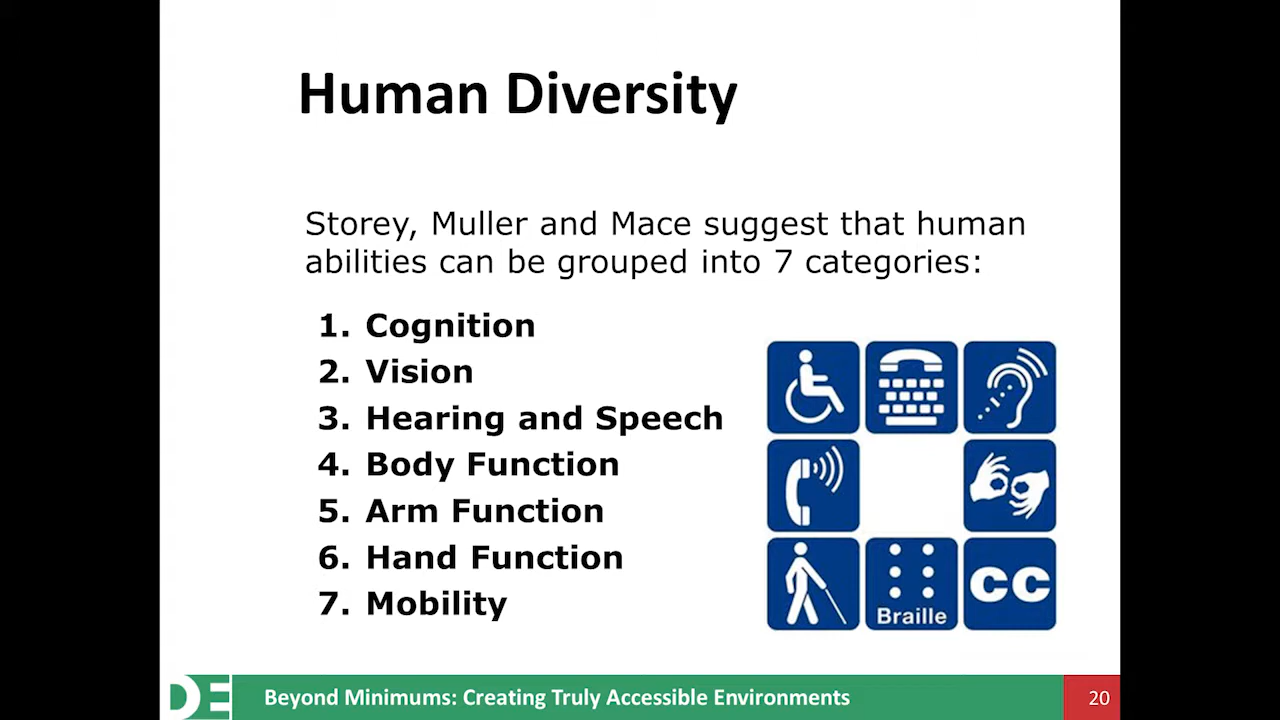 Human Diversity
Storey, Muller and Mace suggest that human
abilities can be grouped into 7 categories:
1. Cognition
2. Vision
3. Hearing and Speech
4. Body Function
5. Arm Function
6. Hand Function
7. Mobility
Braille
CC
DE
Beyond Minimums: Creating Truly Accessible Environments
20